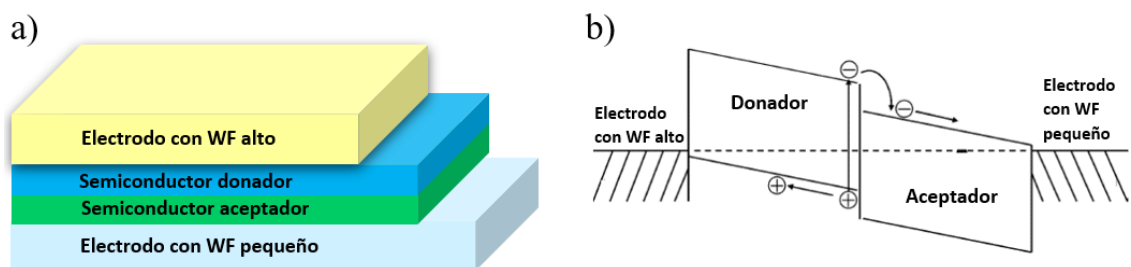 a)
Electrodo con WF alto
Semiconductor donador
Semiconductor aceptador
Electrodo con WF pequeño
b)
Electrodo
con WF alto
Donador
Aceptador
Electrodo
con WF
pequeño